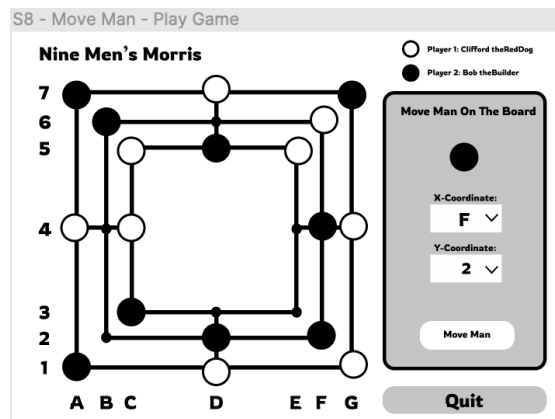 S8 - Move Man - Play Game
Nine Men's Morris
Player 1: Clifford theRedDog
Player 2: Bob theBuilder
7
6
5
4
3
2
1
A B C D E F G
Move Man On The Board
X-Coordinate:
F
Y-Coordinate:
2
Move Man
Quit